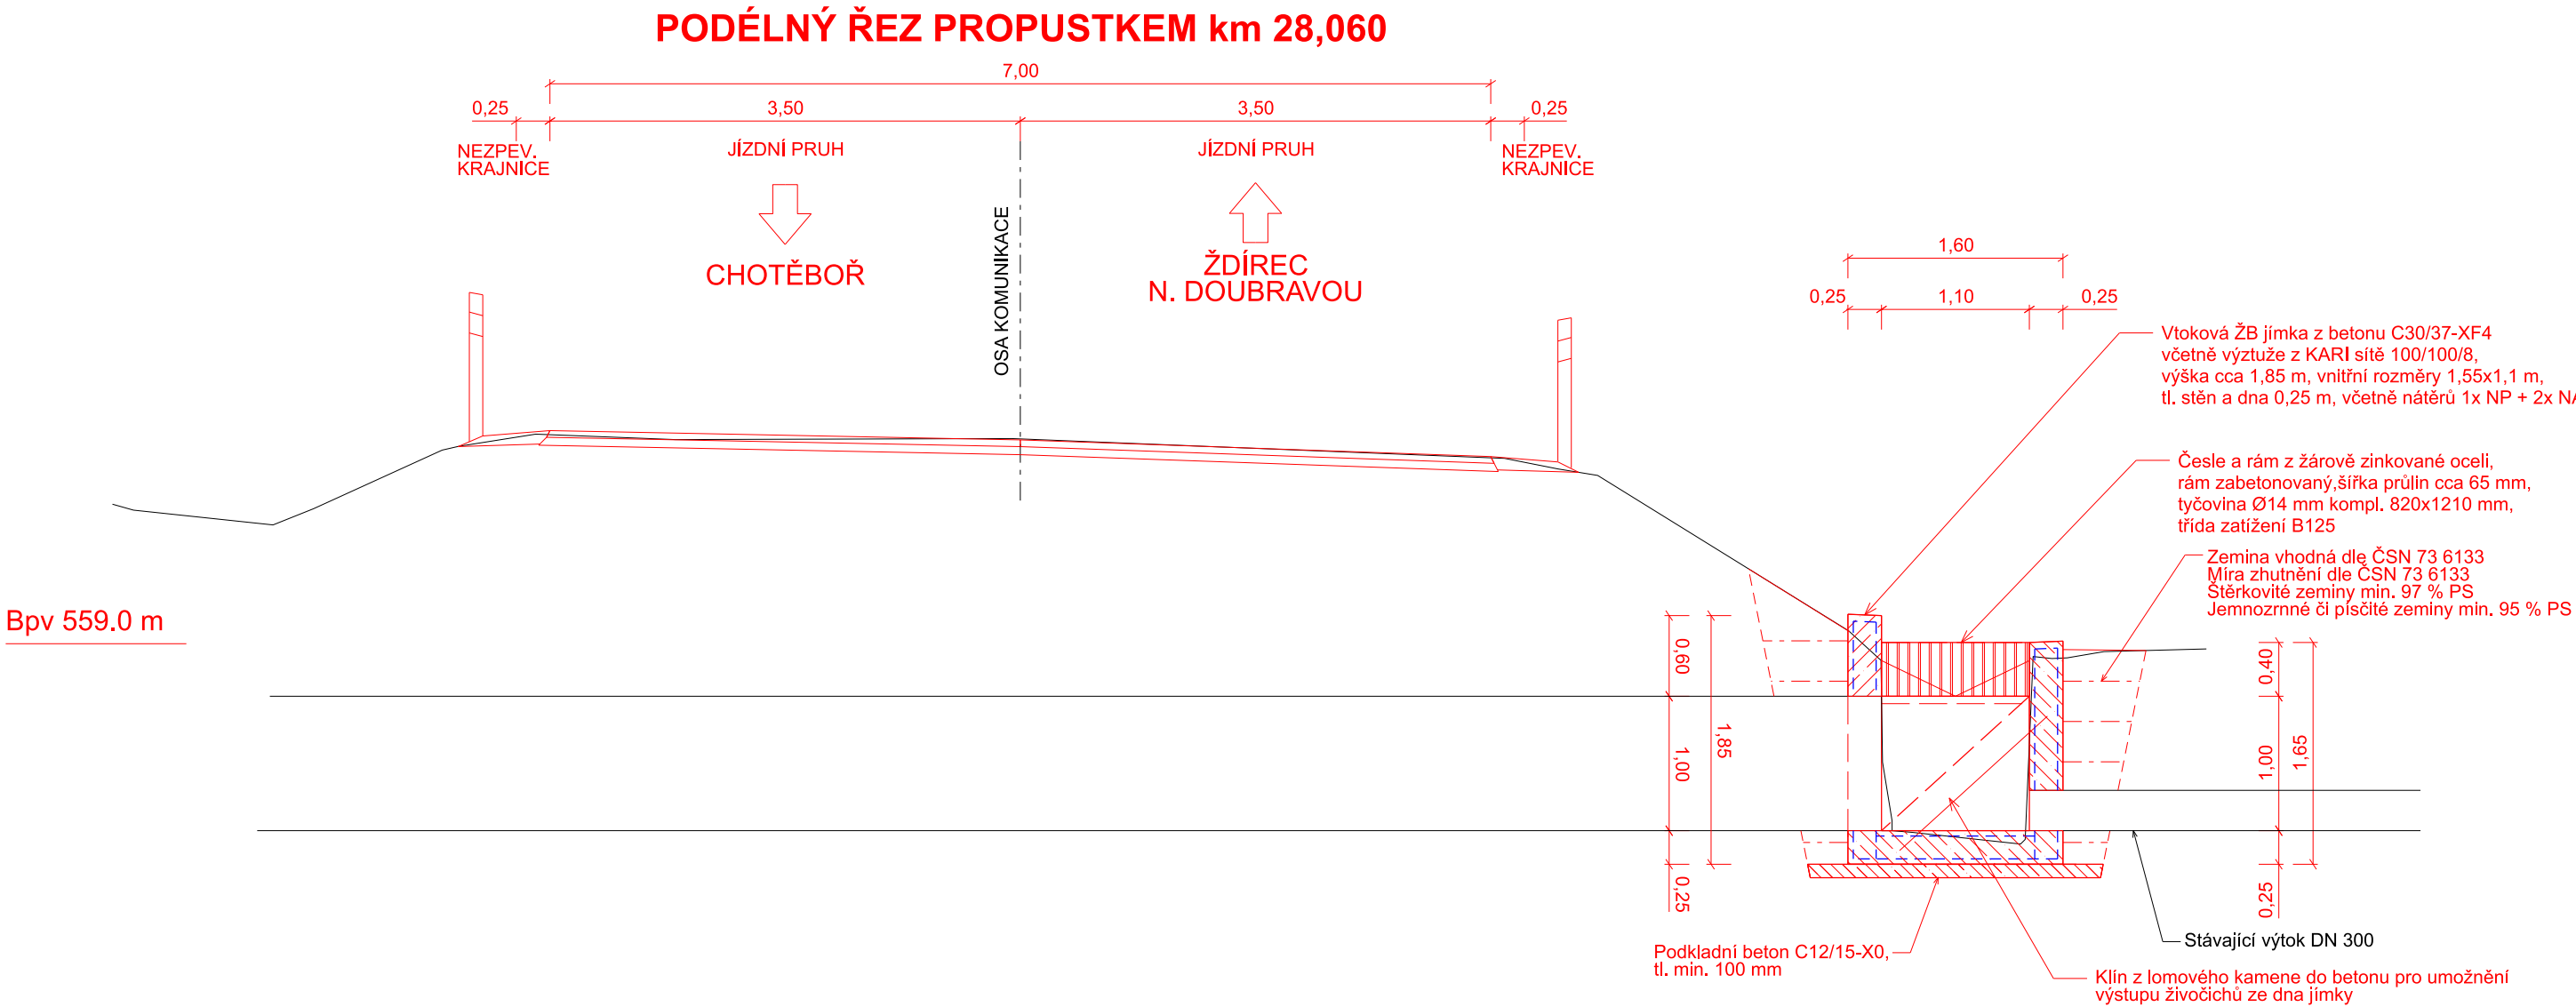 PODÉLNÝ ŘEZ PROPUSTKEM km 28,060
7,00
0,25
3,50
3,50
0,25
NEZPEV.
KRAJNICE
JÍZDNÍ PRUH
JÍZDNÍ PRUH
NEZPEV.
KRAJNICE
OSA KOMUNIKACE
CHOTĚBOŘ
ŽDÍREC
N. DOUBRAVOU
1,60
0,25
1,10
0,25
Vtoková ŽB jímka z betonu C30/37-XF4
včetně výztuže z KARI sítě 100/100/8,
výška cca 1,85 m, vnitřní rozměry 1,55x1,1 m,
tl. stěn a dna 0,25 m, včetně nátěrů 1x NP + 2x
Česle a rám z žárově zinkované oceli,
rám zabetonovaný,šířka průlin cca 65 mm,
tyčovina Ø14 mm kompl. 820x1210 mm,
třída zatížení B125
Zemina vhodná dle ČSN 73 6133
Míra zhutnění dle ČSN 73 6133
Štěrkovité zeminy min. 97 % PS
Jemnozrnné či písčité zeminy min. 95 % PS
Bpv 559.0 m
0,60
1,00
0,25
1,85
0,40
1,00
0,25
1,65
Podkladní beton C12/15-X0,
tl. min. 100 mm
Stávající výtok DN 300
Klín z lomového kamene do betonu pro umožnění
výstupu živočichů ze dna jímky